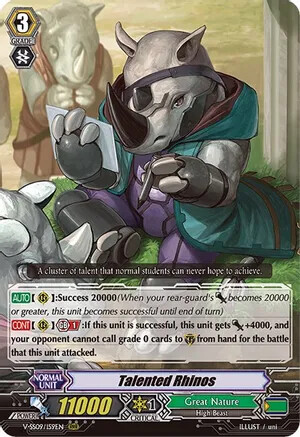 3
GRADE
A cluster of talent that normal students can never hope to achieve.
AUTO [ ]:Success 20000(When your rear-guard's becomes 20000
or greater, this unit becomes successful until end of turn)
CONT [ ] [CB 1]:If this unit is successful, this unit gets +4000, and
your opponent cannot call grade 0 cards to from hand for the battle
that this unit attacked.
NORMAL
UNIT
Talented Rhinos
POWER
11000
1
CRITICAL
Great Nature
High Beast
V-SS09/159EN
ILLUST / uni